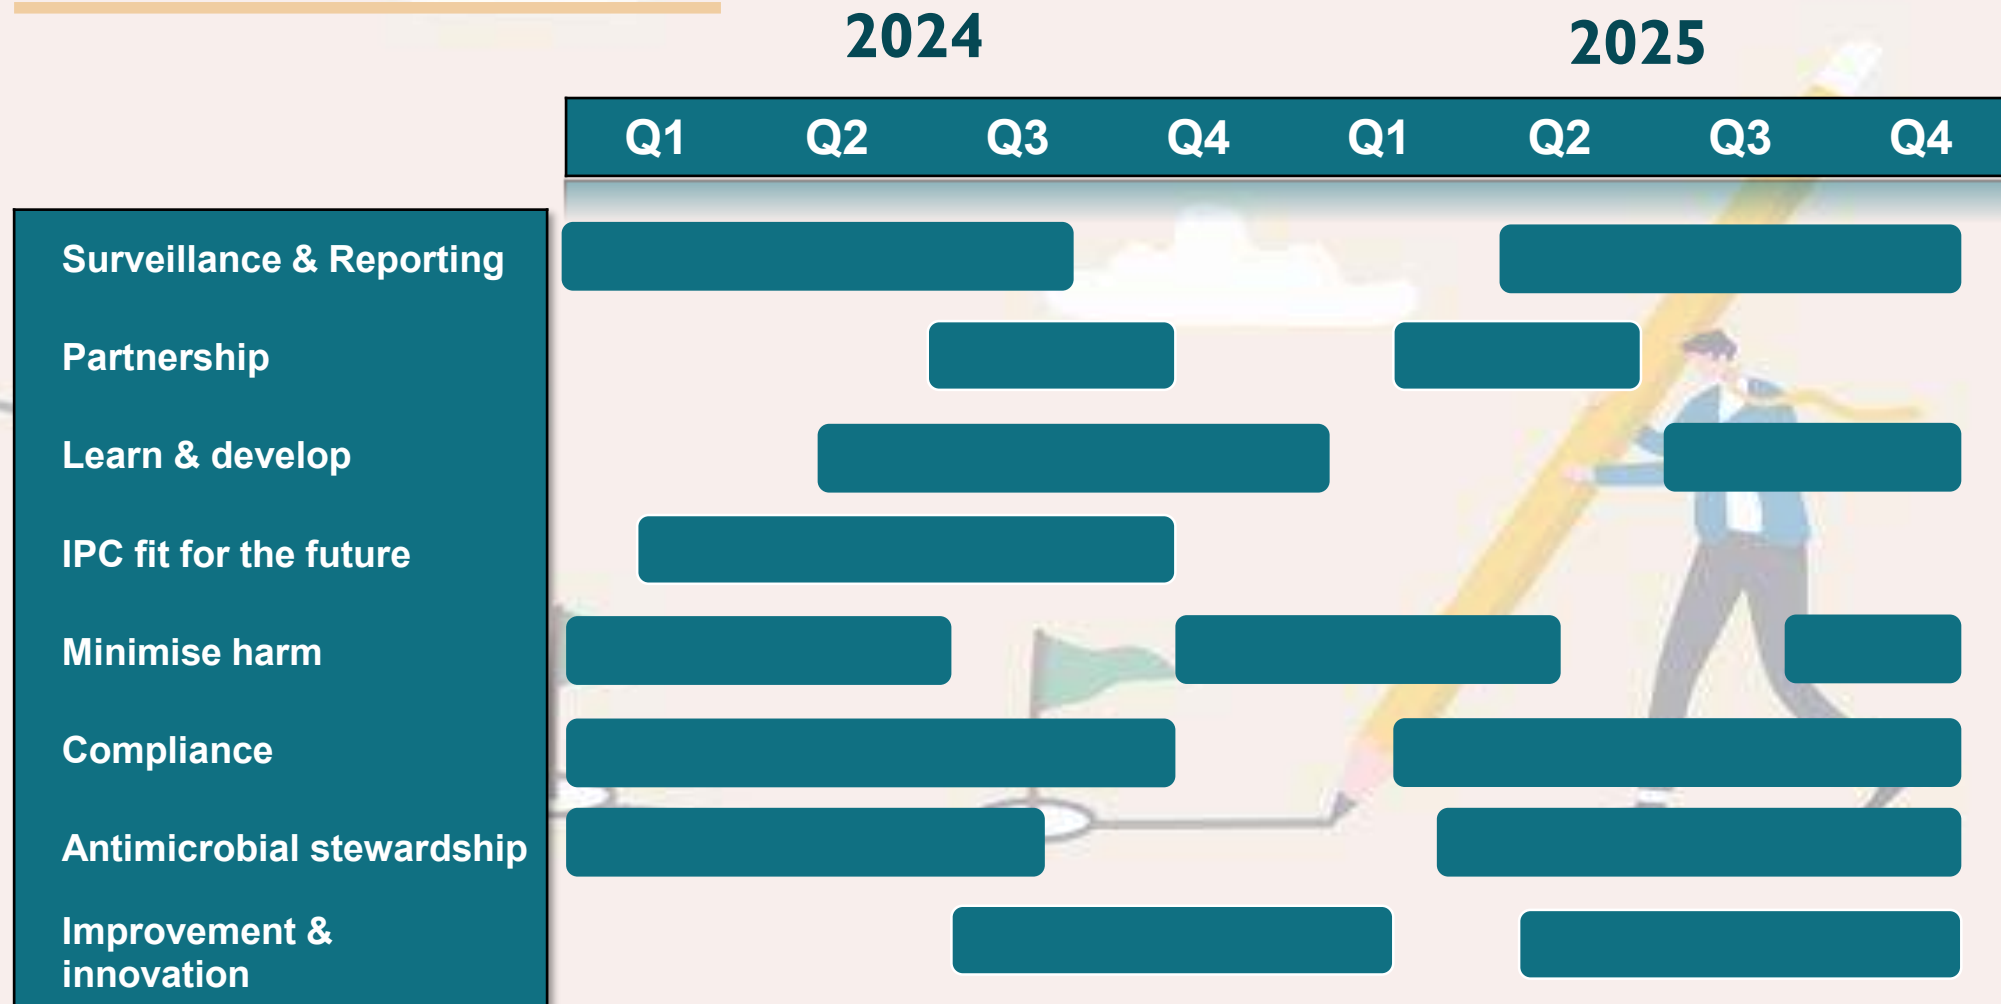 2024 2025
Q1 Q2 Q3 Q4 Q1 Q2 Q3 Q4
Surveillance & Reporting
Partnership
Learn & develop
IPC fit for the future
Minimise harm
Compliance
Antimicrobial stewardship
Improvement &
innovation